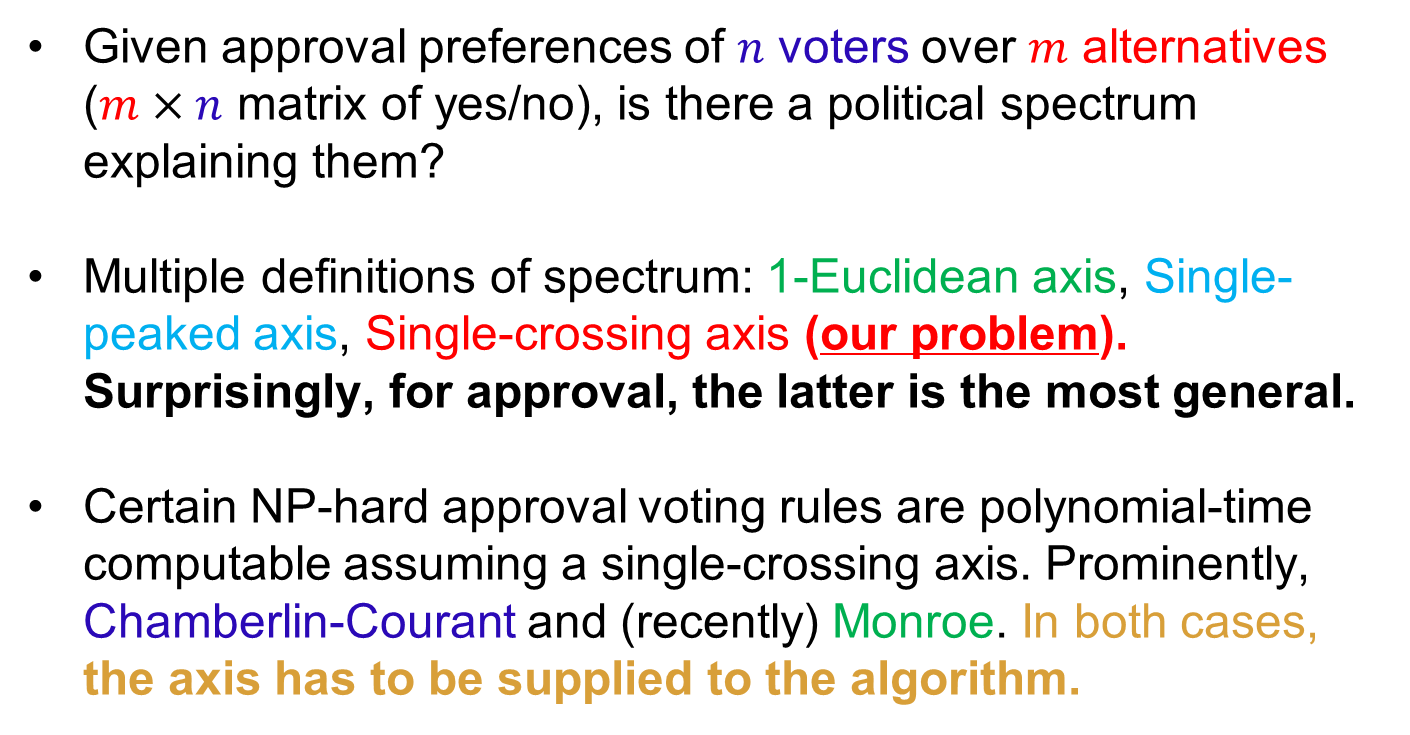 • Given approval preferences of n voters over m alternatives
(m × n matrix of yes/no), is there a political spectrum
explaining them?
• Multiple definitions of spectrum: 1-Euclidean axis, Single-
peaked axis, Single-crossing axis (our problem).
Surprisingly, for approval, the latter is the most general.
• Certain NP-hard approval voting rules are polynomial-time
computable assuming a single-crossing axis. Prominently,
Chamberlin-Courant and (recently) Monroe. In both cases,
the axis has to be supplied to the algorithm.